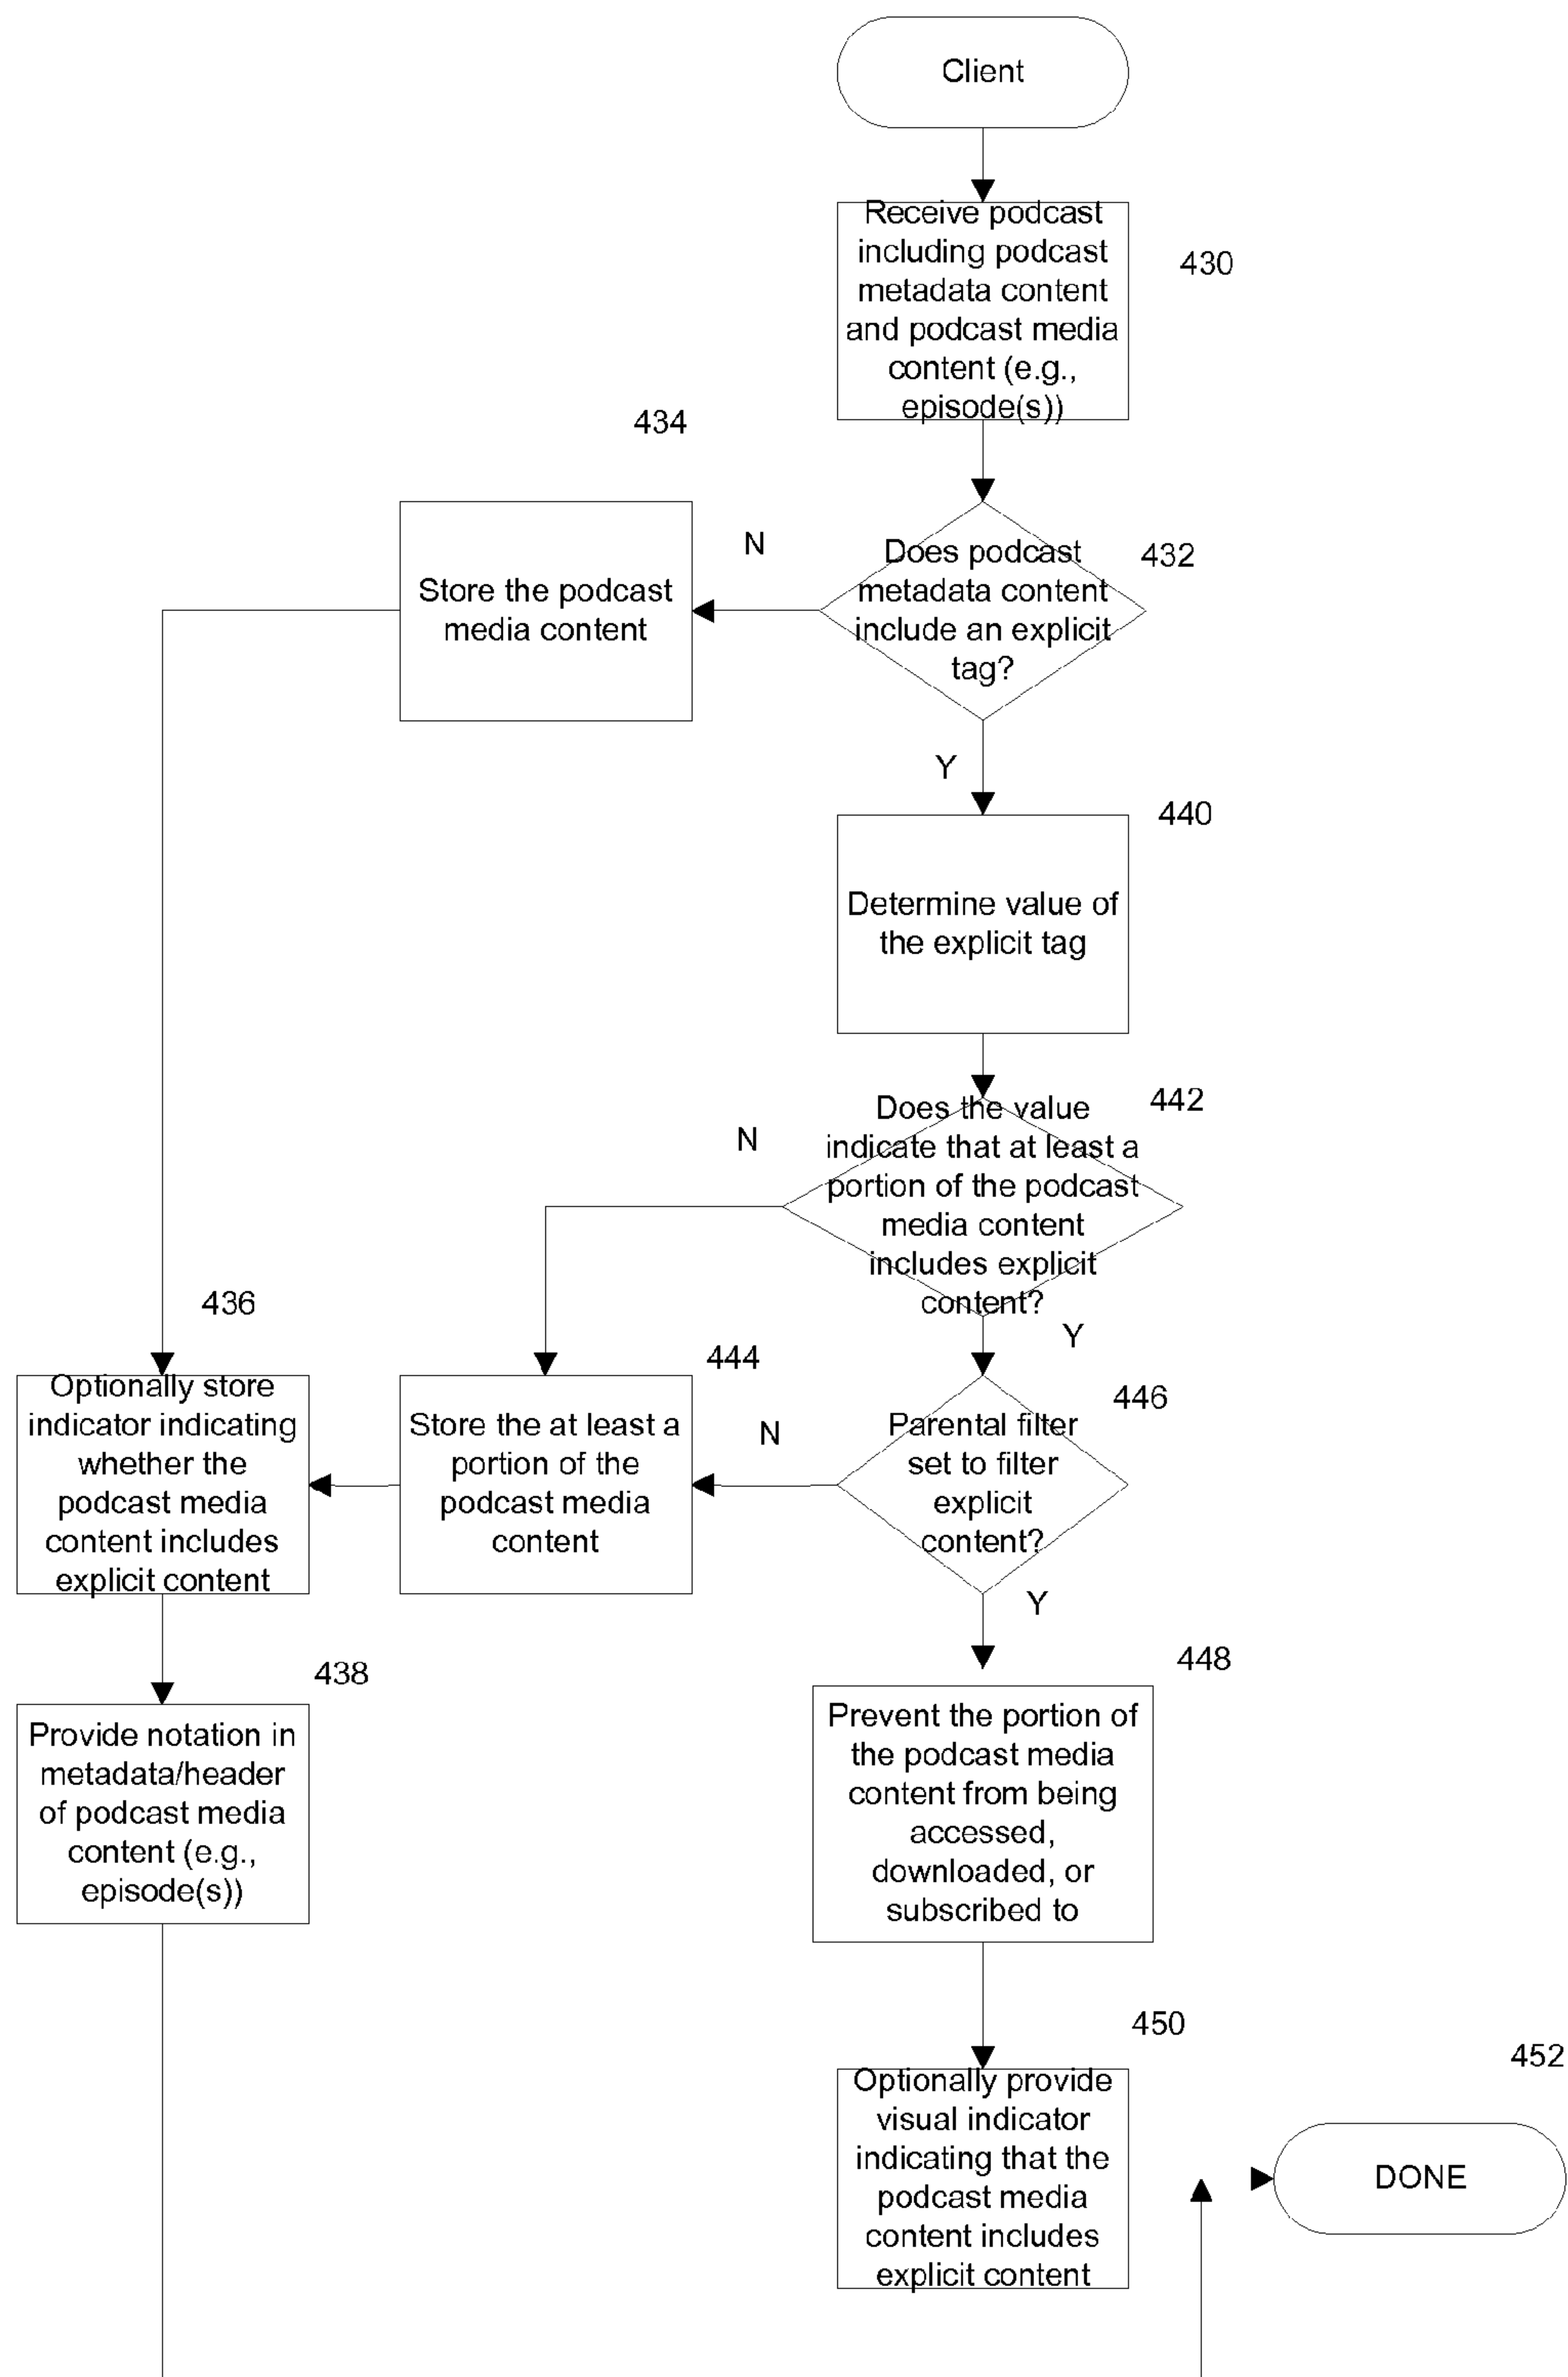 Client
Receive podcast
including podcast
metadata content
and podcast media
content (e.g.,
episode(s))
430
434
Store the podcast
media content
N
Does podcast
metadata content
include an explicit
tag?
432
Y
440
Determine value of
the explicit tag
442
Does the value
indicate that at least a
portion of the podcast
media content
includes explicit
content?
N
Y
436
Optionally store
indicator indicating
whether the
podcast media
content includes
explicit content
444
Store the at least a
portion of the
podcast media
content
N
446
Parental filter
set to filter
explicit
content?
Y
438
Provide notation in
metadata/header
of podcast media
content (e.g.,
episode(s))
448
Prevent the portion of
the podcast media
content from being
accessed,
downloaded, or
subscribed to
450
Optionally provide
visual indicator
indicating that the
podcast media
content includes
explicit content
452
DONE